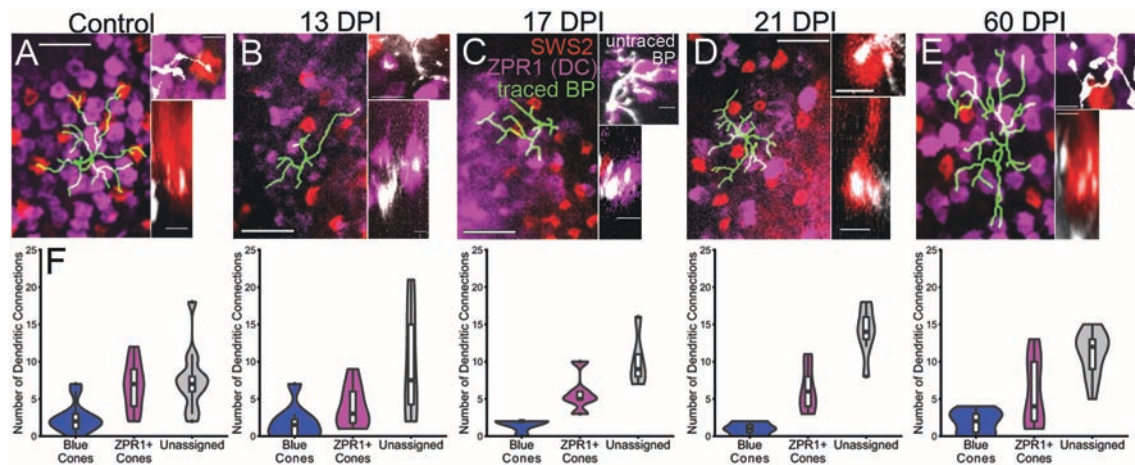 Control
13 DPI
17 DPI
21 DPI
60 DPI
A
B
C
SWS2
ZPR1 (DC)
traced BP
untraced
BP
D
E
F
Number of Dendritic Connections
25
20
15
10
5
0
Blue
Cones
ZPR1+
Cones
Unassigned
Number of Dendritic Connections
25
20
15
10
5
0
Blue
Cones
ZPR1+
Cones
Unassigned
Number of Dendritic Connections
25
20
15
10
5
0
Blue
Cones
ZPR1+
Cones
Unassigned
Number of Dendritic Connections
25
20
15
10
5
0
Blue
Cones
ZPR1+
Cones
Unassigned
Number of Dendritic Connections
25
20
15
10
5
0
Blue
Cones
ZPR1+
Cones
Unassigned